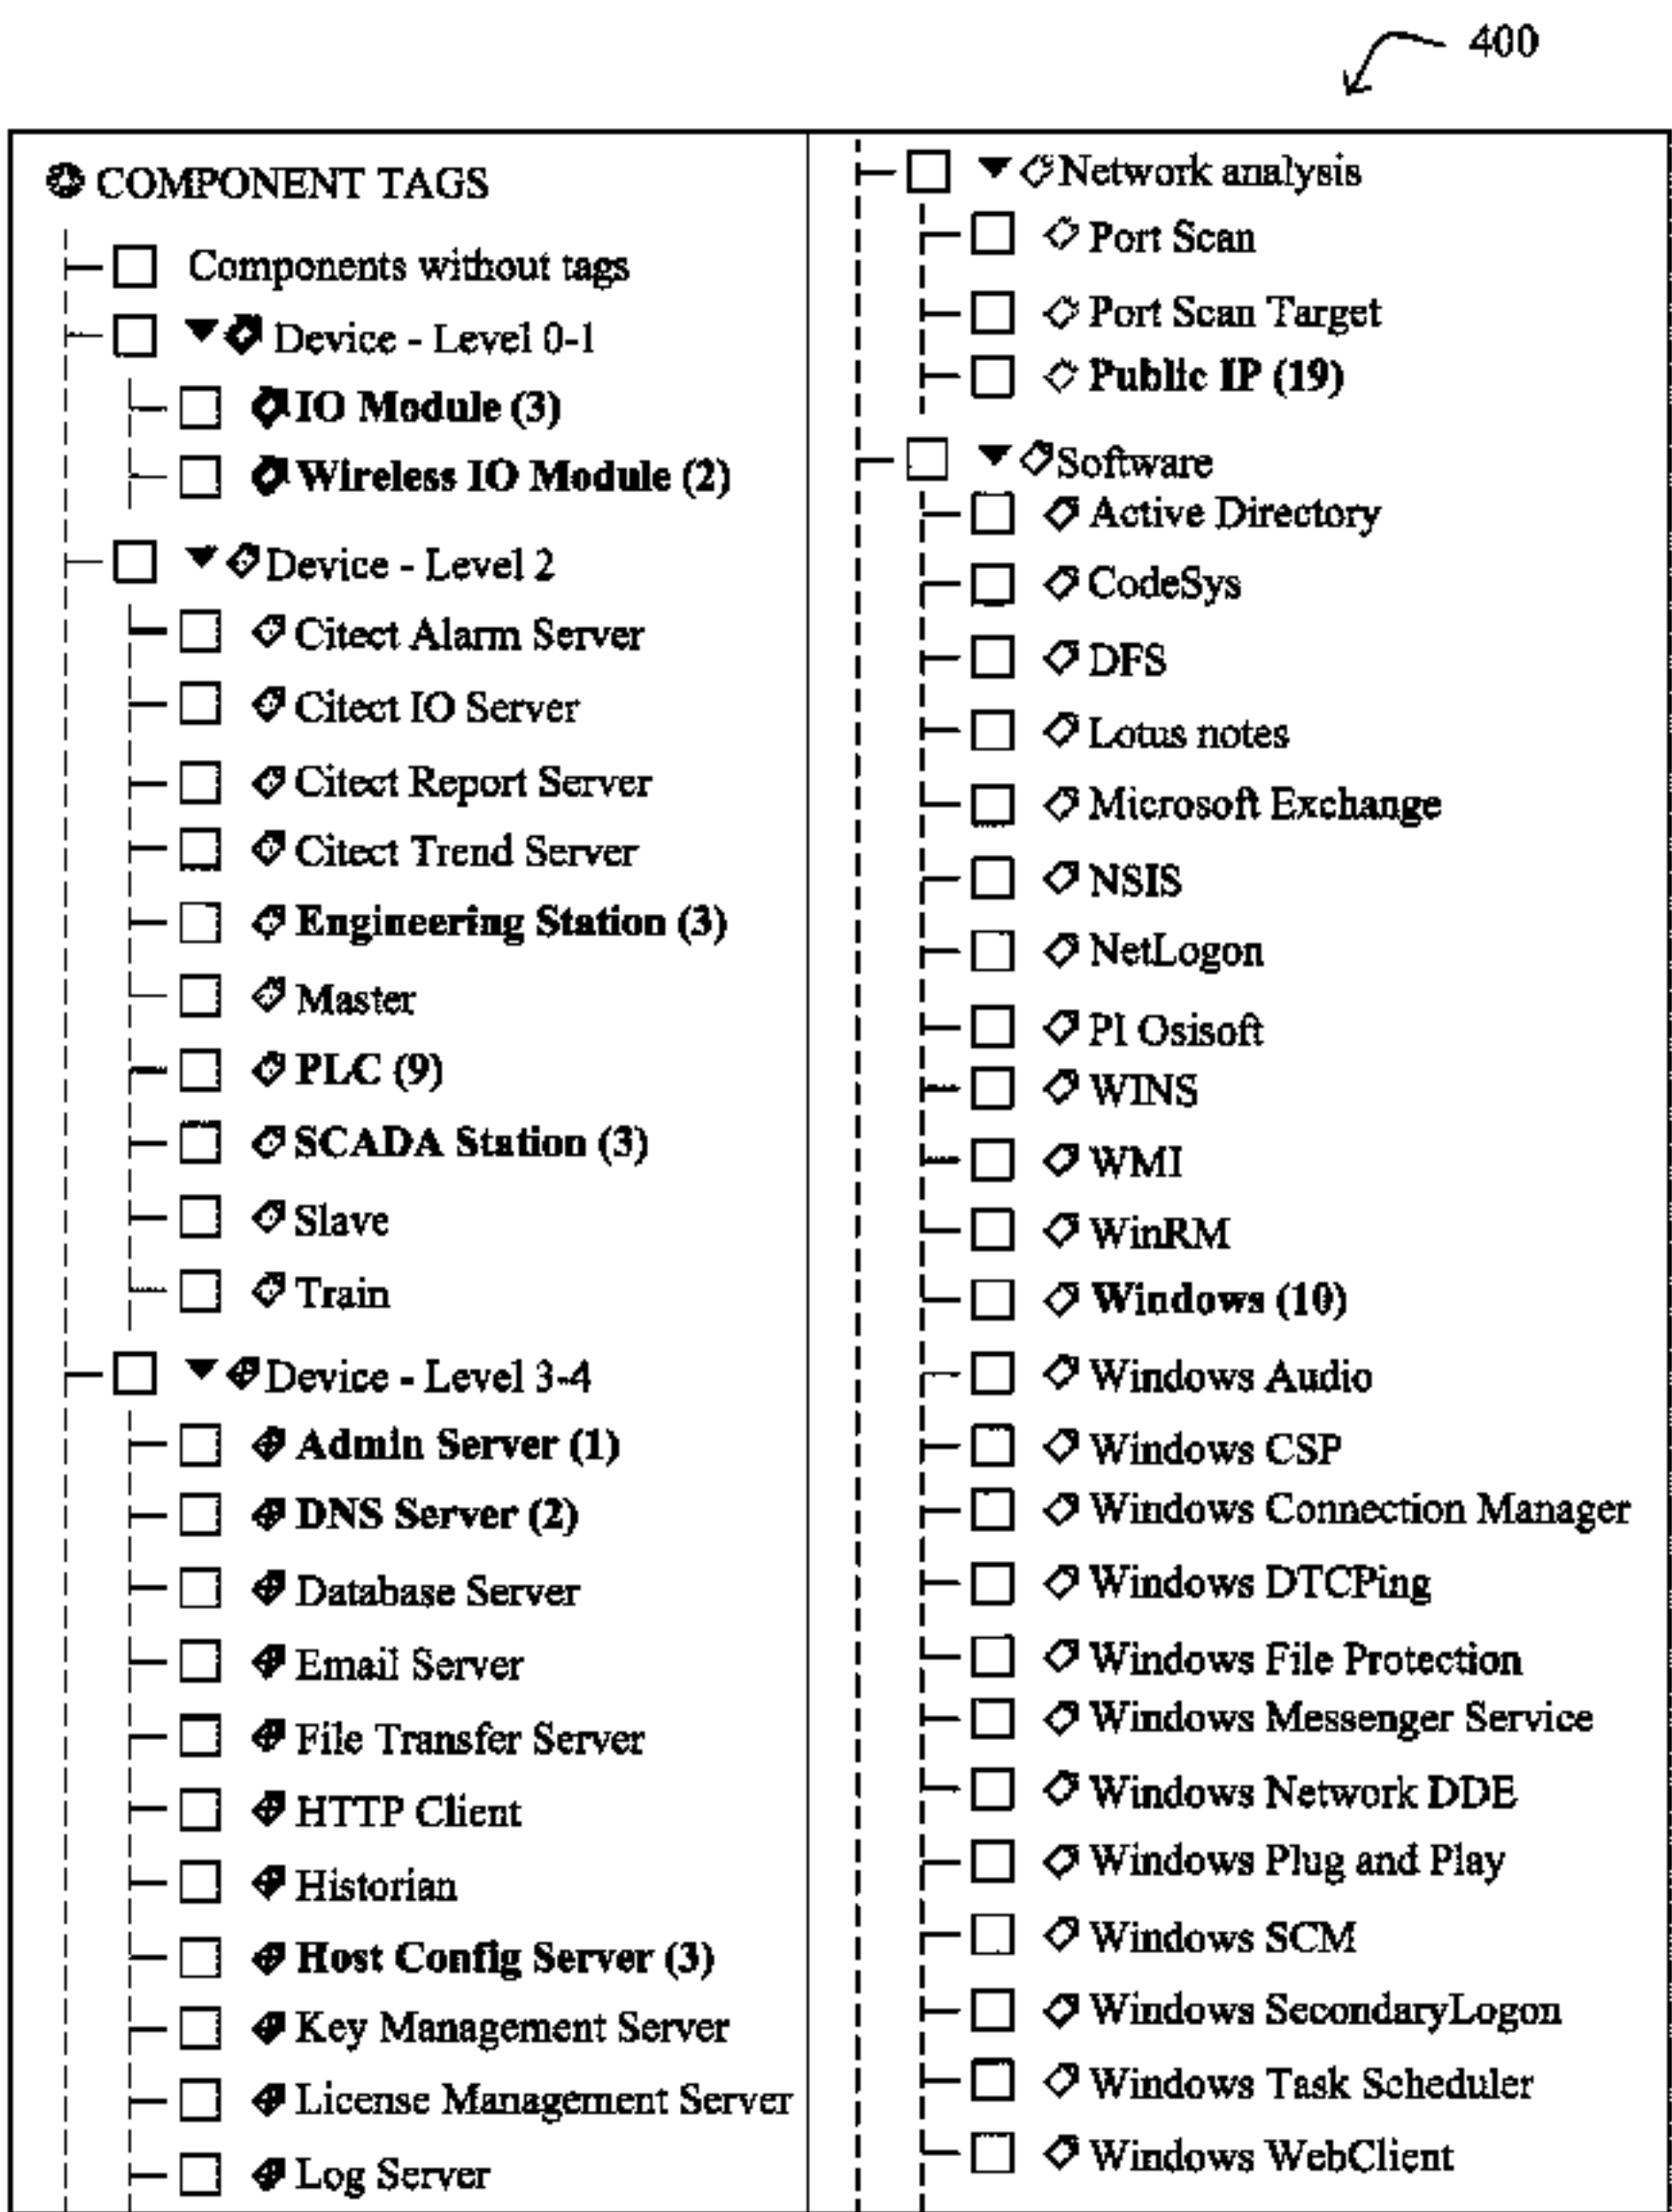 400
COMPONENT TAGS
Components without tags
Device - Level 0-1
IO Module (3)
Wireless IO Module (2)
Device - Level 2
Citect Alarm Server
Citect IO Server
Citect Report Server
Citect Trend Server
Engineering Station (3)
Master
PLC (9)
SCADA Station (3)
Slave
Train
Device - Level 3-4
Admin Server (1)
DNS Server (2)
Database Server
Email Server
File Transfer Server
HTTP Client
Historian
Host Config Server (3)
Key Management Server
License Management Server
Log Server
Network analysis
Port Scan
Port Scan Target
Public IP (19)
Software
Active Directory
CodeSys
DFS
Lotus notes
Microsoft Exchange
NSIS
NetLogon
PI Osisoft
WINS
WMI
WinRM
Windows (10)
Windows Audio
Windows CSP
Windows Connection Manager
Windows DTCPing
Windows File Protection
Windows Messenger Service
Windows Network DDE
Windows Plug and Play
Windows SCM
Windows SecondaryLogon
Windows Task Scheduler
Windows WebClient